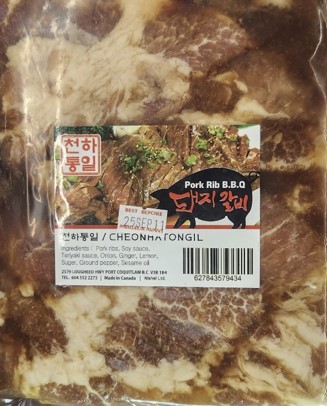 천하
통일
Pork Rib B.B.Q
돼지갈비
BEST BEFORE
25SEP11
천하통일 / CHEONHATONGIL
Ingredients : Pork ribs, Soy sauce,
Teriyaki sauce, Onion, Ginger, Lemon,
Suger, Ground pepper, Sesame oil
2579 LOUGHEED HWY PORT COQUITLAM B.C V3B 1B4
TEL. 604 552 2273 | Made in Canada |
627843579434